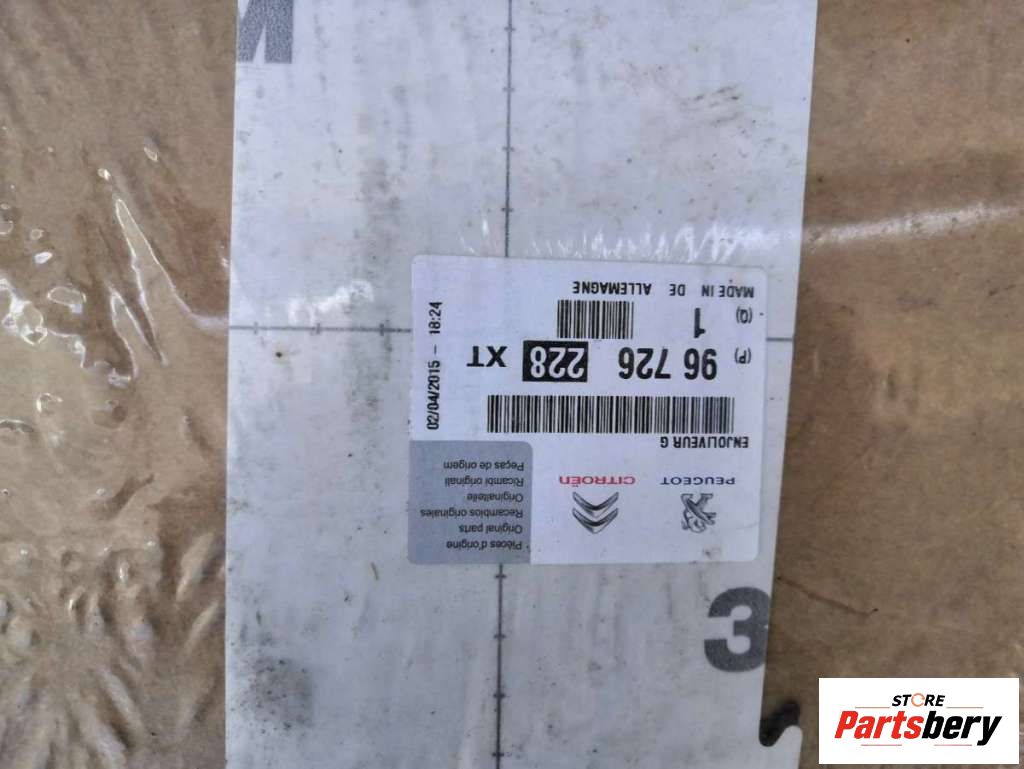 Pièces d'origine
Original parts
Recambios originales
Originalteile
Ricambi originali
Peças de origem
PEUGEOT
CITROËN
ENJOLIVEUR G
(P) 96 726 228 XT
(Q) 1
MADE IN DE ALLEMAGNE
02/04/2015 - 18:24
3
STORE
Partsbery